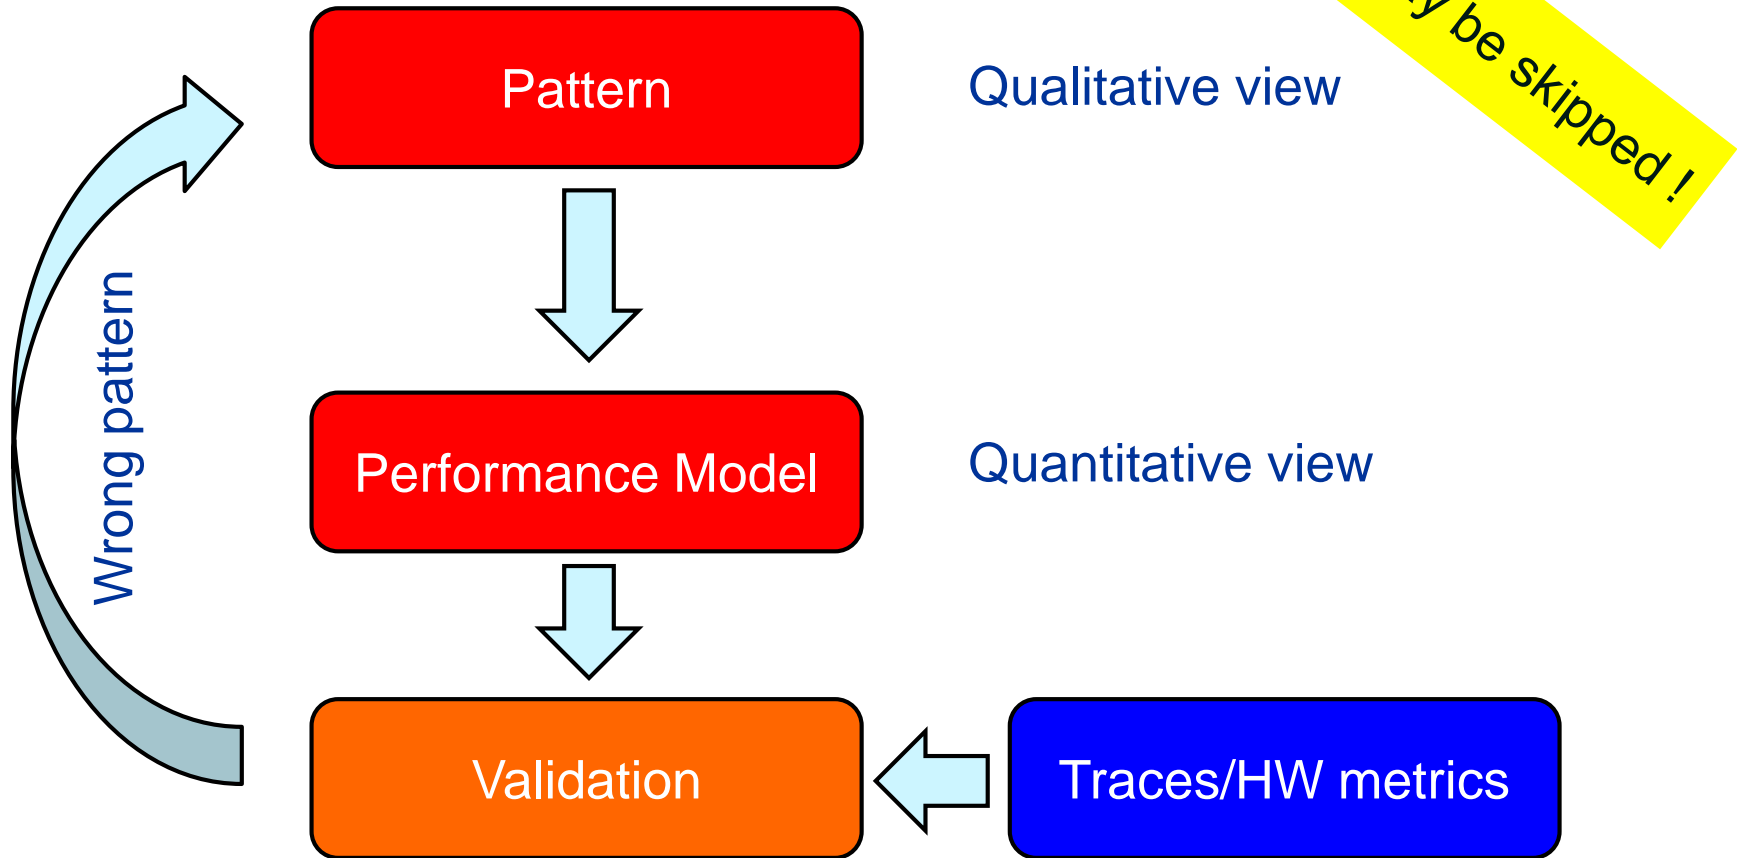 be skipped !
Pattern
Qualitative view
Wrong pattern
Performance Model
Quantitative view
Validation
Traces/HW metrics